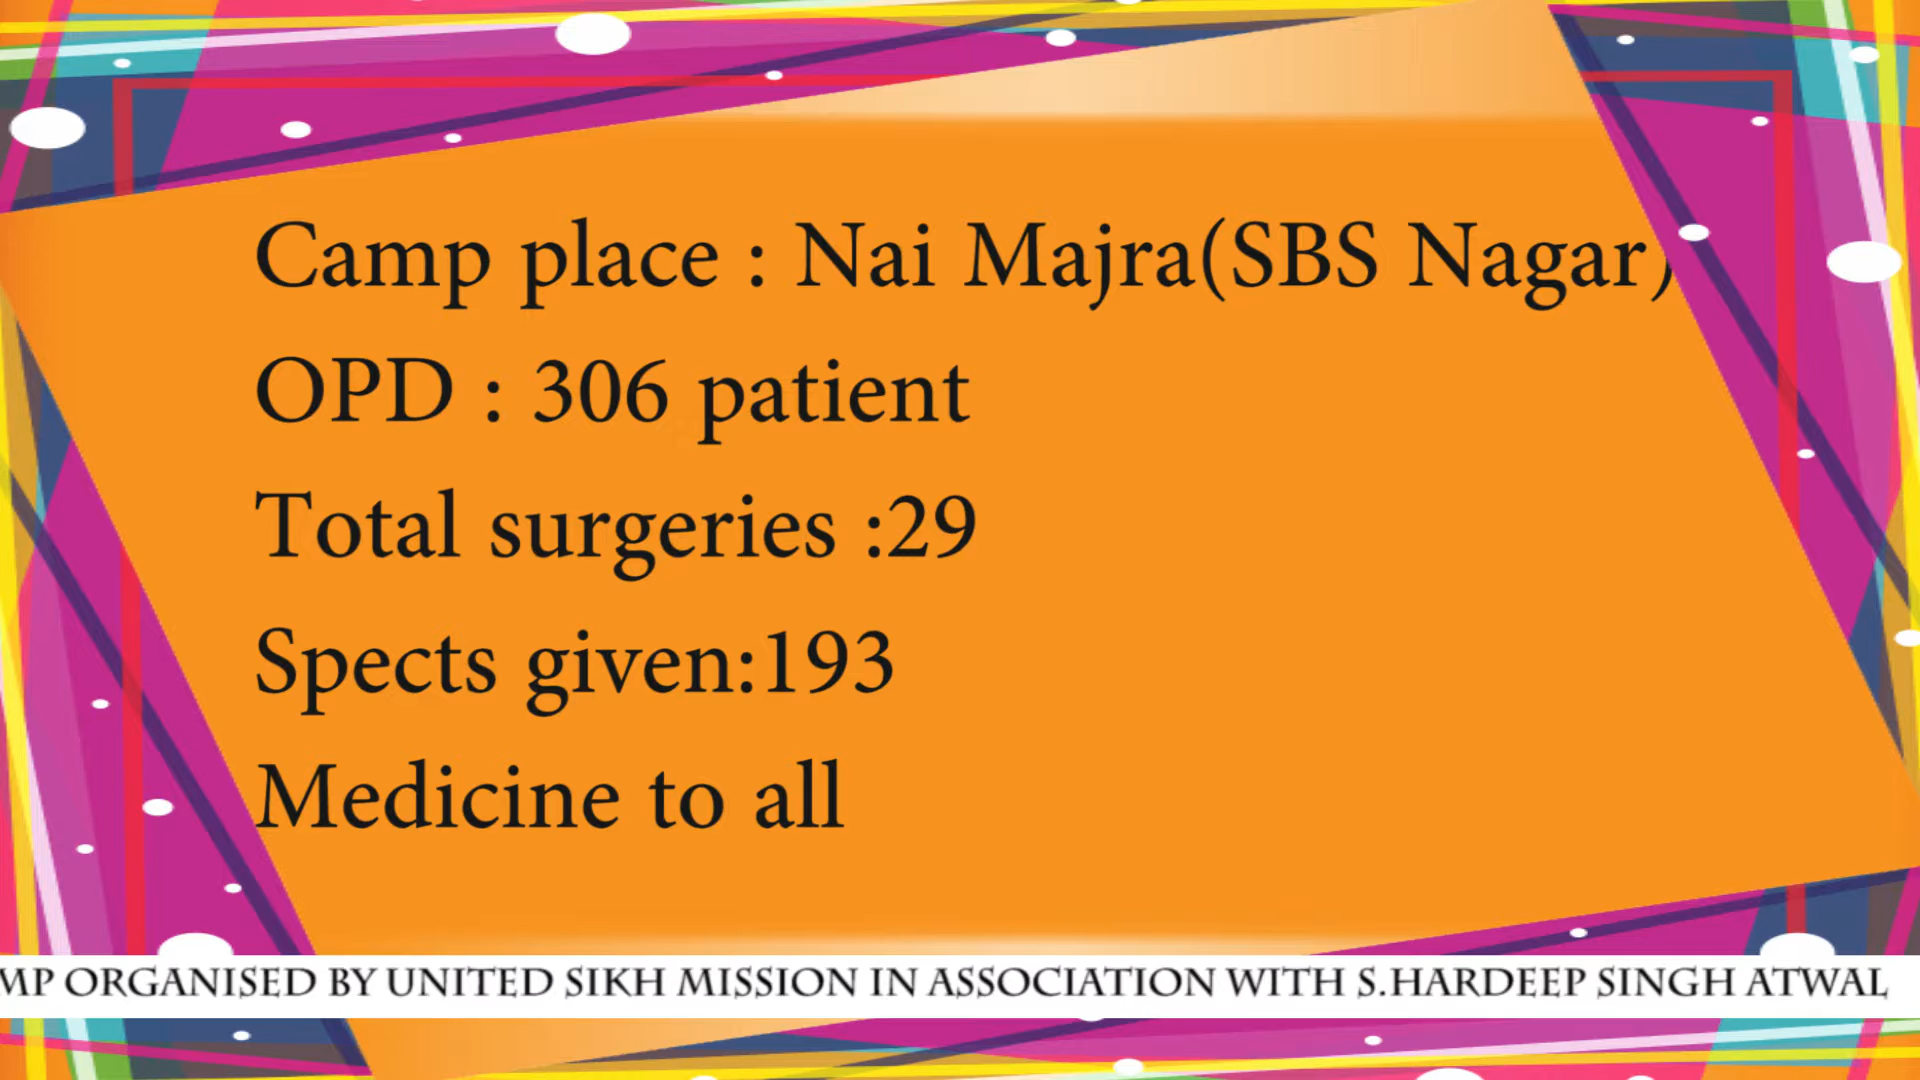 Camp place : Nai Majra(SBS Nagar)
OPD : 306 patient
Total surgeries :29
Spects given:193
Medicine to all
MP ORGANISED BY UNITED SIKH MISSION IN ASSOCIATION WITH S.HARDEEP SINGH ATWAL